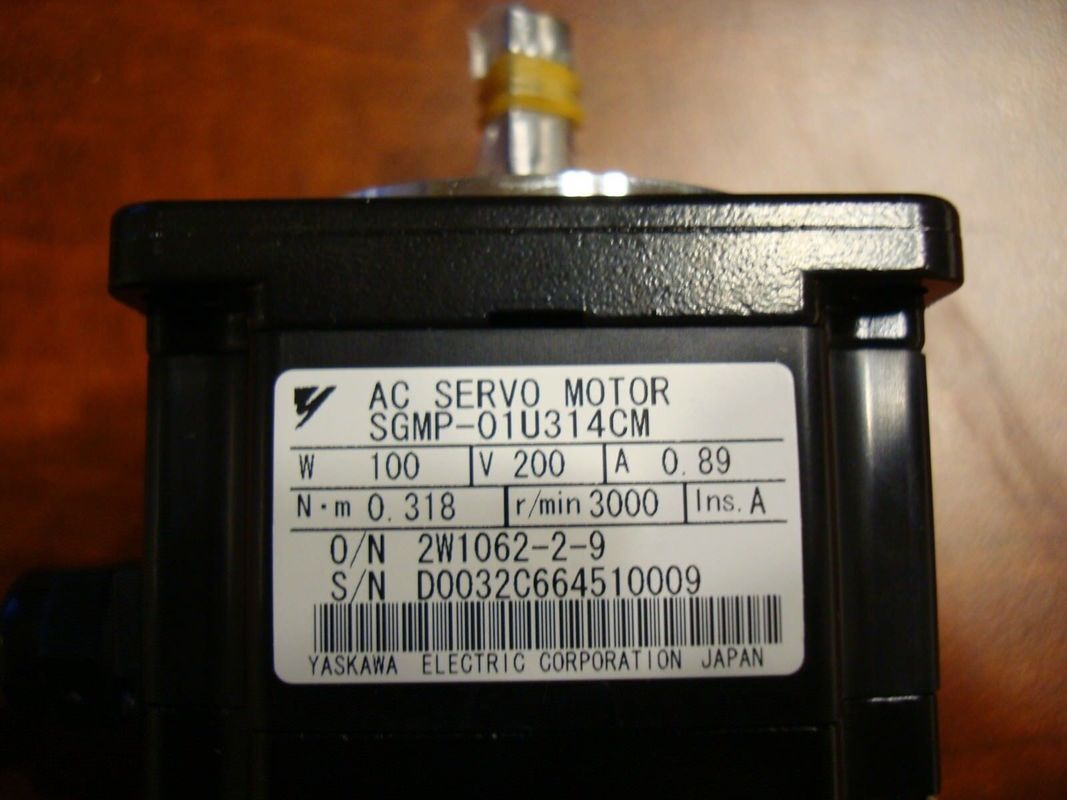 AC SERVO MOTOR
SGMP-01U314CM
W 100 V 200 A 0.89
N·m 0.318 r/min 3000 Ins. A
O/N 2W1062-2-9
S/N D0032C664510009
YASKAWA ELECTRIC CORPORATION JAPAN